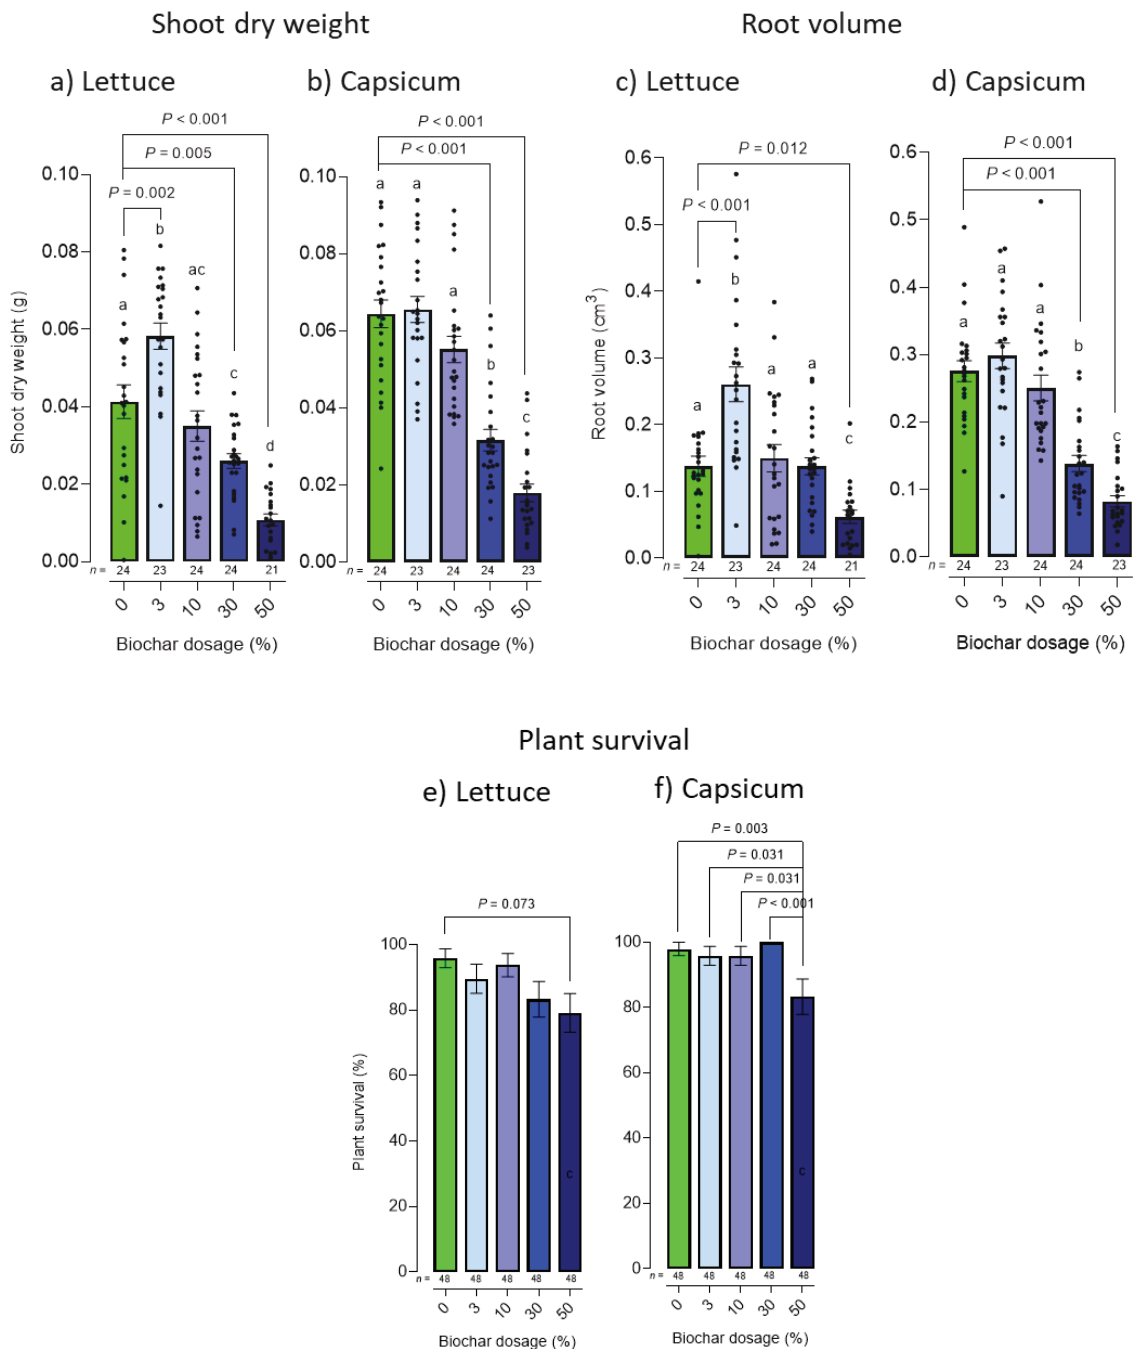 Shoot dry weight
Root volume
a) Lettuce
b) Capsicum
c) Lettuce
d) Capsicum
P < 0.001
P = 0.005
P = 0.002
Shoot dry weight (g)
0.10
0.08
0.06
0.04
0.02
0.00
a
b
ac
c
d
n =
24
23
24
24
21
0
3
10
30
50
Biochar dosage (%)
P < 0.001
P < 0.001
0.10
0.08
0.06
0.04
0.02
0.00
a
a
a
b
c
24
23
24
24
23
0
3
10
30
50
Biochar dosage (%)
P = 0.012
P < 0.001
Root volume (cm³)
0.6
0.5
0.4
0.3
0.2
0.1
0.0
a
b
a
a
c
n =
24
23
24
24
21
0
3
10
30
50
Biochar dosage (%)
P < 0.001
P < 0.001
0.6
0.5
0.4
0.3
0.2
0.1
0.0
a
a
a
b
c
n =
24
23
24
24
23
0
3
10
30
50
Biochar dosage (%)
Plant survival
e) Lettuce
f) Capsicum
P = 0.073
Plant survival (%)
100
80
60
40
20
0
c
n =
48
48
48
48
48
0
3
10
30
50
Biochar dosage (%)
P = 0.003
P = 0.031
P = 0.031
P < 0.001
100
80
60
40
20
0
c
n =
48
48
48
48
48
0
3
10
30
50
Biochar dosage (%)